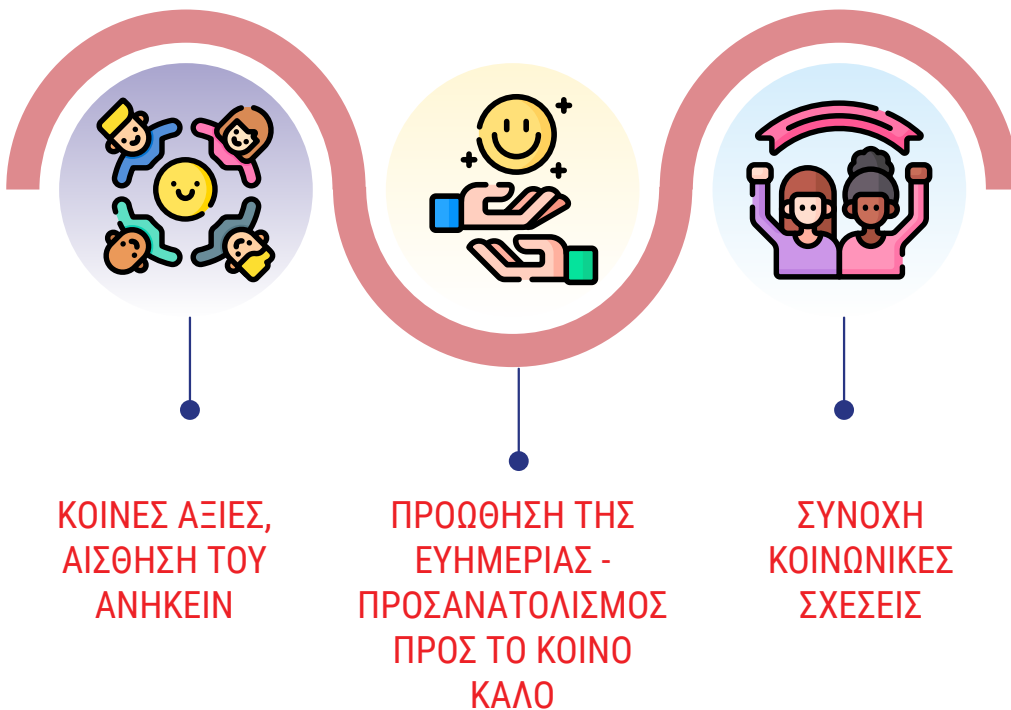 ΚΟΙΝΕΣ ΑΞΙΕΣ,
ΑΙΣΘΗΣΗ ΤΟΥ
ΑΝΗΚΕΙΝ
ΠΡΟΩΘΗΣΗ ΤΗΣ
ΕΥΗΜΕΡΙΑΣ -
ΠΡΟΣΑΝΑΤΟΛΙΣΜΟΣ
ΠΡΟΣ ΤΟ ΚΟΙΝΟ
ΚΑΛΟ
ΣΥΝΟΧΗ
ΚΟΙΝΩΝΙΚΕΣ
ΣΧΕΣΕΙΣ